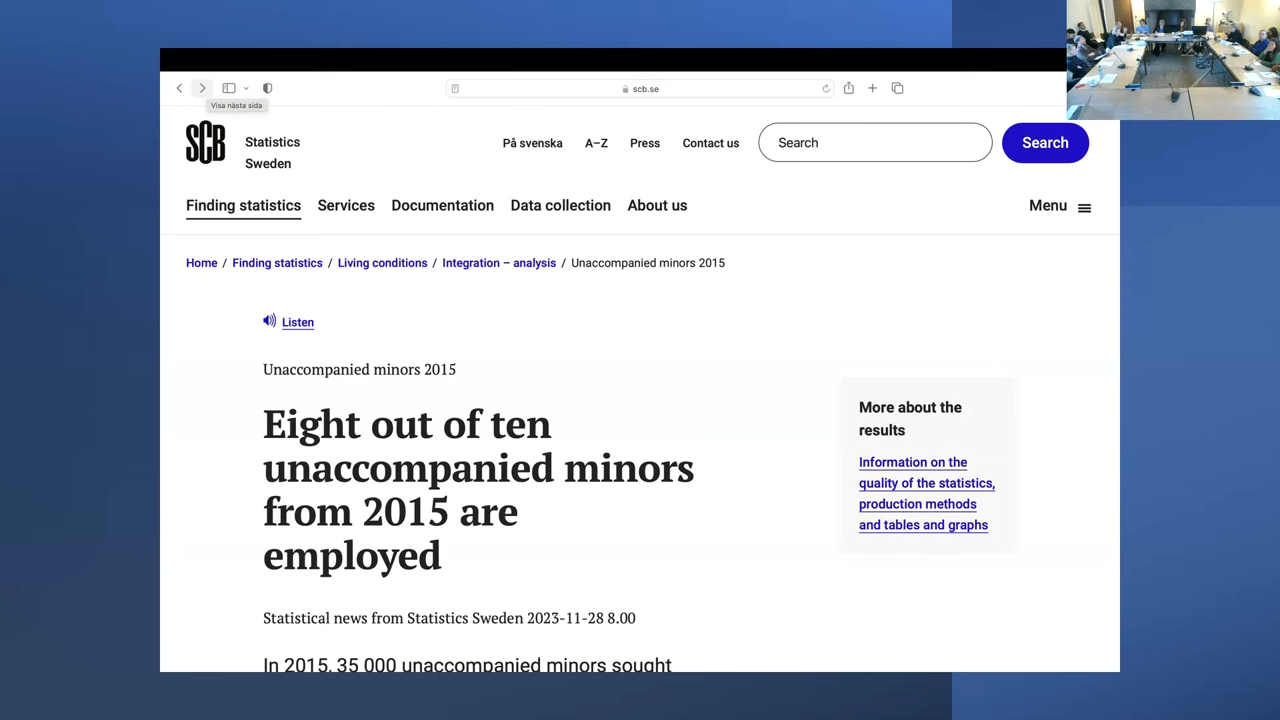 scb.se
Visa nästa sida
SCB
Statistics
Sweden
På svenska
A–Z
Press
Contact us
Search
Search
Finding statistics
Services
Documentation
Data collection
About us
Menu
Home / Finding statistics / Living conditions / Integration – analysis / Unaccompanied minors 2015
Listen
Unaccompanied minors 2015
Eight out of ten
unaccompanied minors
from 2015 are
employed
Statistical news from Statistics Sweden 2023-11-28 8.00
In 2015, 35 000 unaccompanied minors sought
More about the
results
Information on the
quality of the statistics,
production methods
and tables and graphs